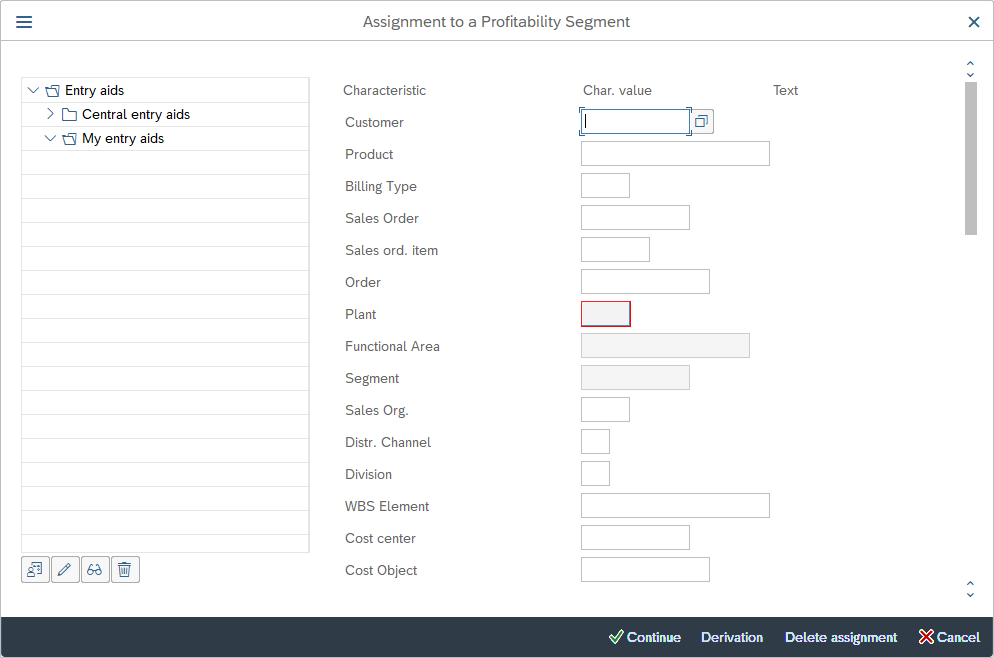 Assignment to a Profitability Segment
Entry aids
Central entry aids
My entry aids
Characteristic Char. value Text
Customer
Product
Billing Type
Sales Order
Sales ord. item
Order
Plant
Functional Area
Segment
Sales Org.
Distr. Channel
Division
WBS Element
Cost center
Cost Object
Continue Derivation Delete assignment Cancel